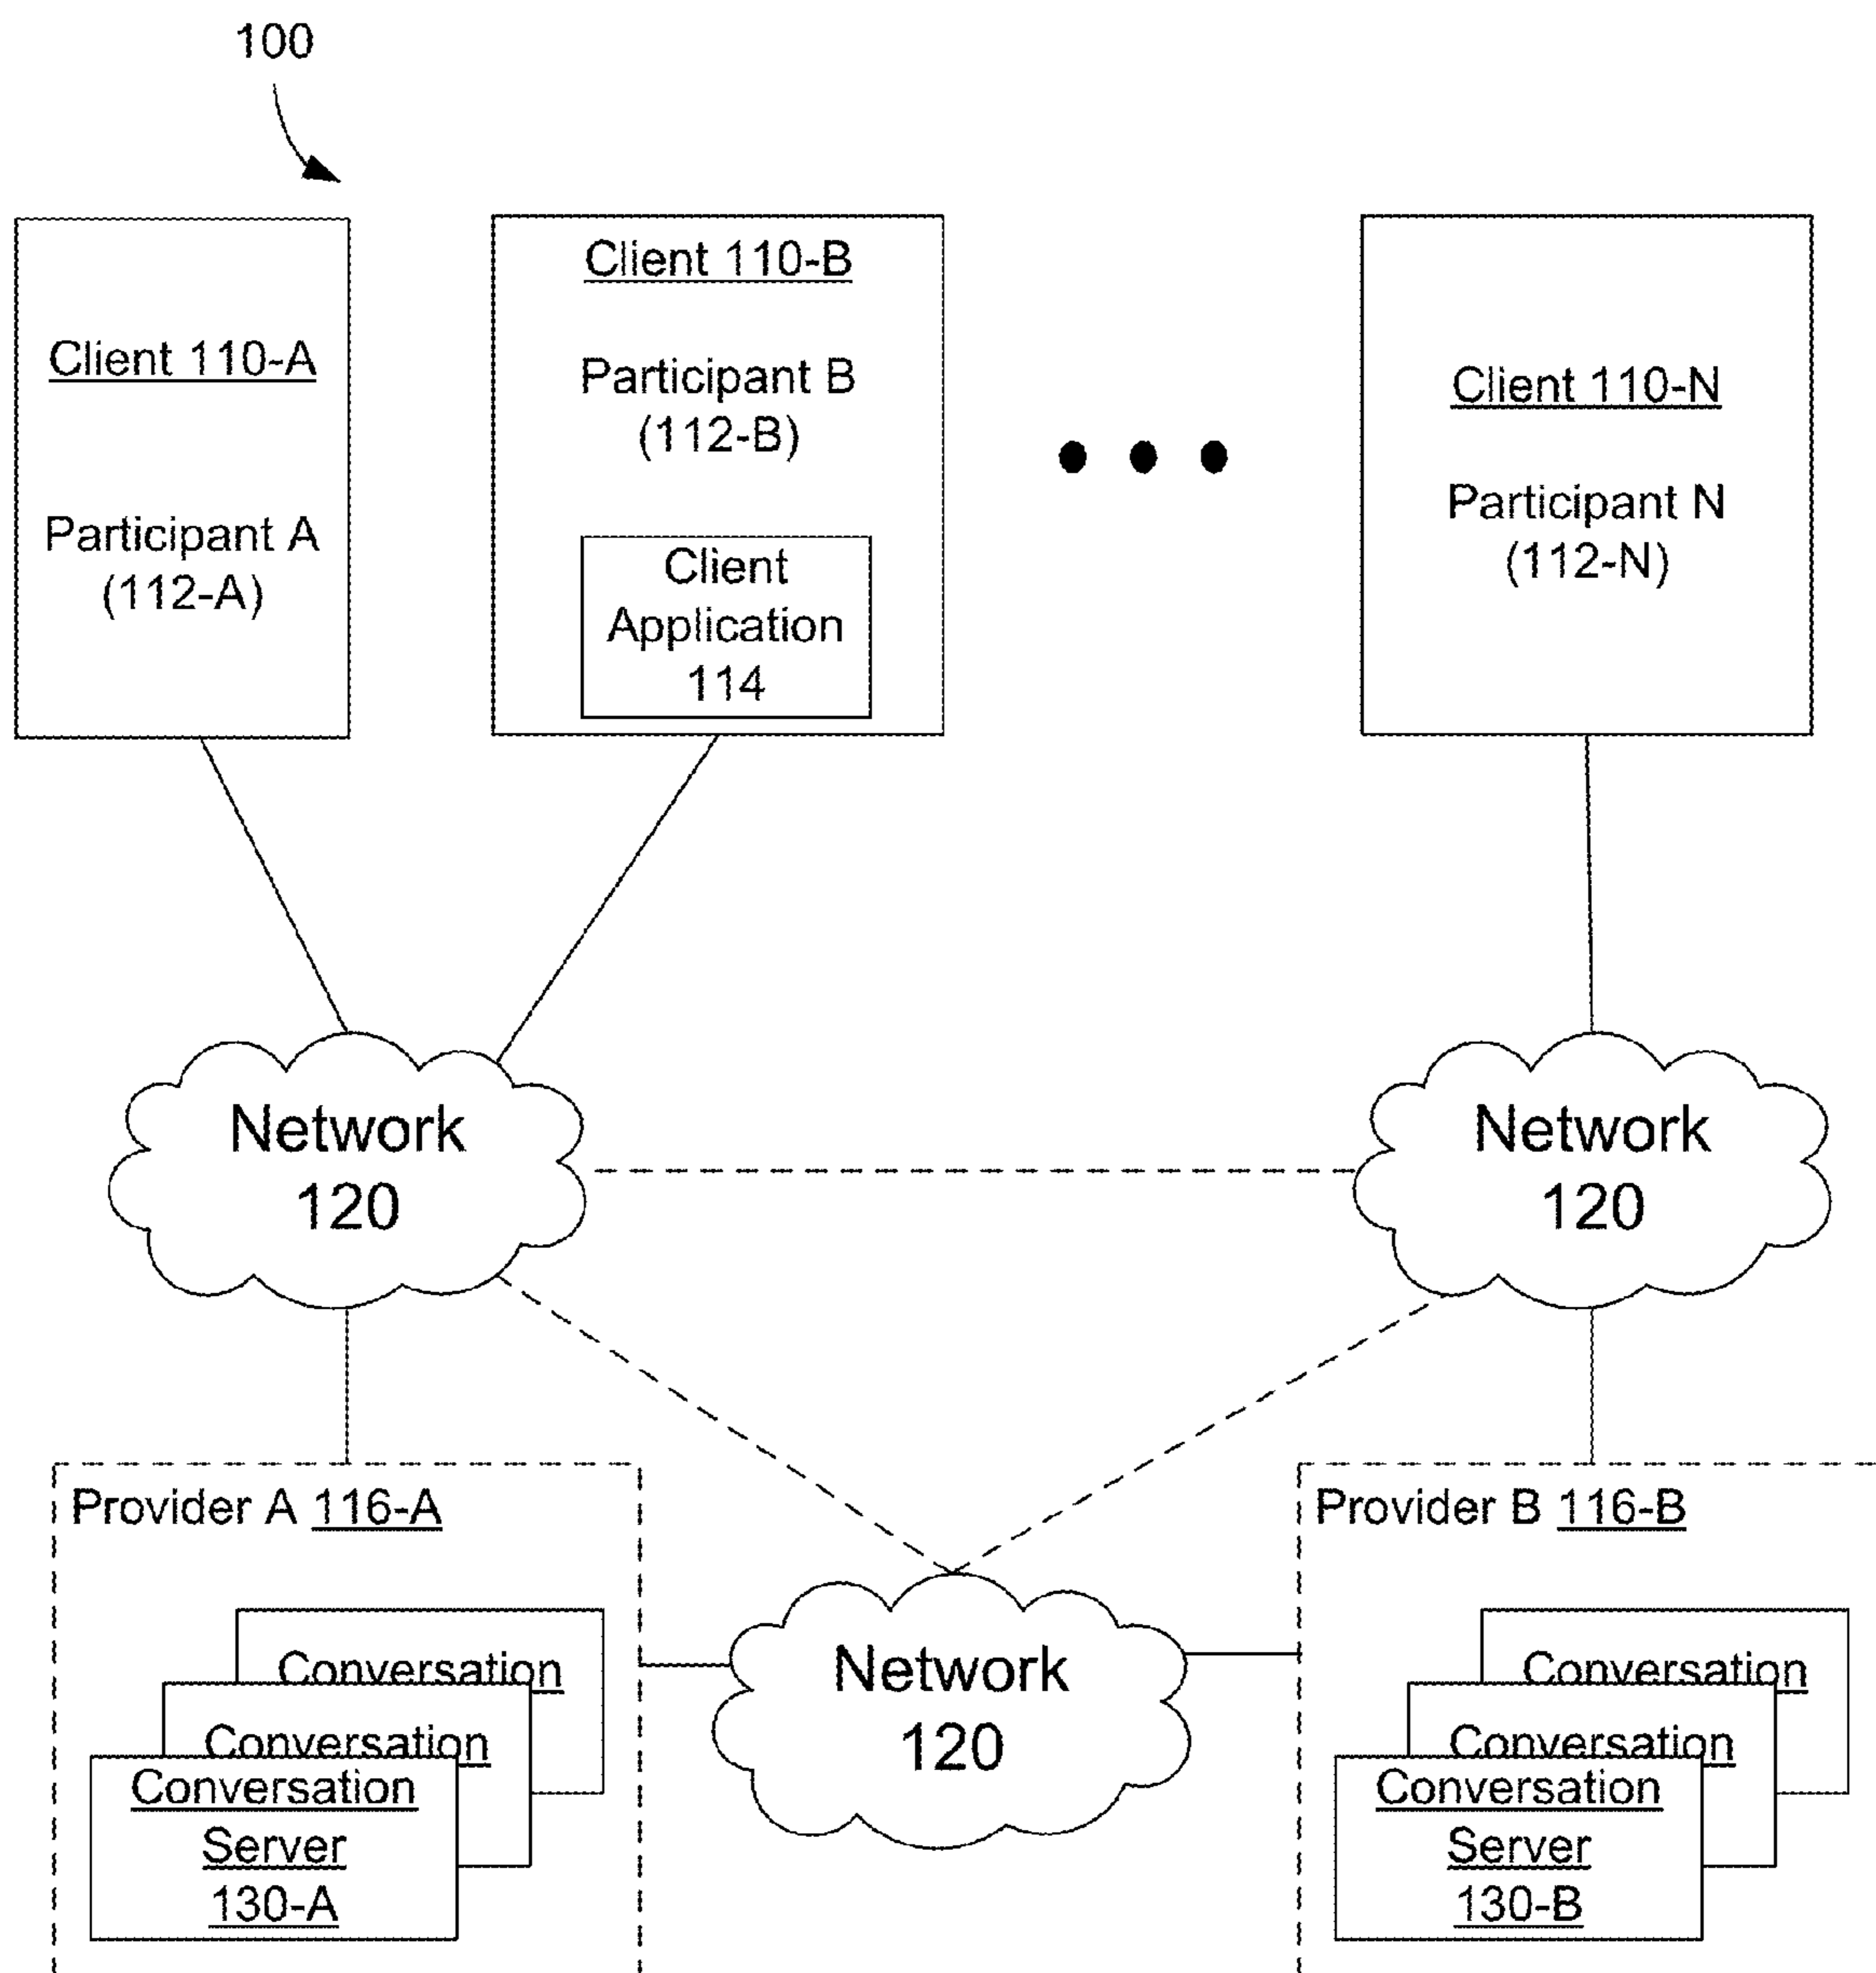 100
Client 110-A
Participant A
(112-A)
Client 110-B
Participant B
(112-B)
Client
Application
114
Client 110-N
Participant N
(112-N)
Network
120
Network
120
Provider A 116-A
Conversation
Conversation
Conversation
Server
130-A
Network
120
Provider B 116-B
Conversation
Conversation
Conversation
Server
130-B